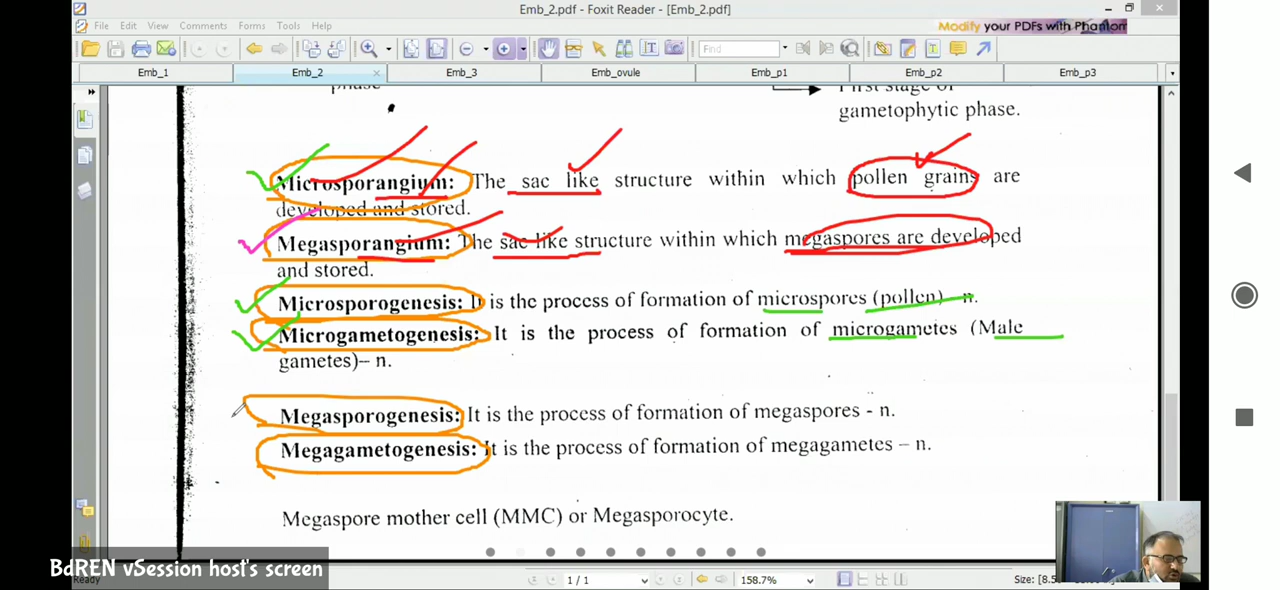 Emb_2.pdf - Foxit Reader - [Emb_2.pdf]
File Edit View Comments Forms Tools Help
Modify your PDFs with Phantom
Find
Emb_1 Emb_2 Emb_3 Emb_ovule Emb_p1 Emb_p2 Emb_p3
phase First stage of
gametophytic phase.
Microsporangium: The sac like structure within which pollen grains are
developed and stored.
Megasporangium: The sac like structure within which megaspores are developed
and stored.
Microsporogenesis: It is the process of formation of microspores (pollen) – n.
Microgametogenesis: It is the process of formation of microgametes (Male
gametes)– n.
Megasporogenesis: It is the process of formation of megaspores - n.
Megagametogenesis: It is the process of formation of megagametes – n.
Megaspore mother cell (MMC) or Megasporocyte.
BdREN vSession host's screen
Ready 1 / 1 158.7% Size: [8.5